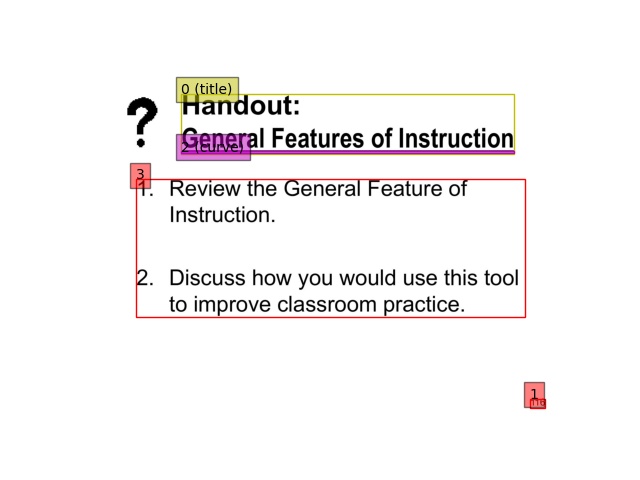 0 (title)
Handout:
General Features of Instruction
2 (curve)
3
1. Review the General Feature of
Instruction.
2. Discuss how you would use this tool
to improve classroom practice.
1